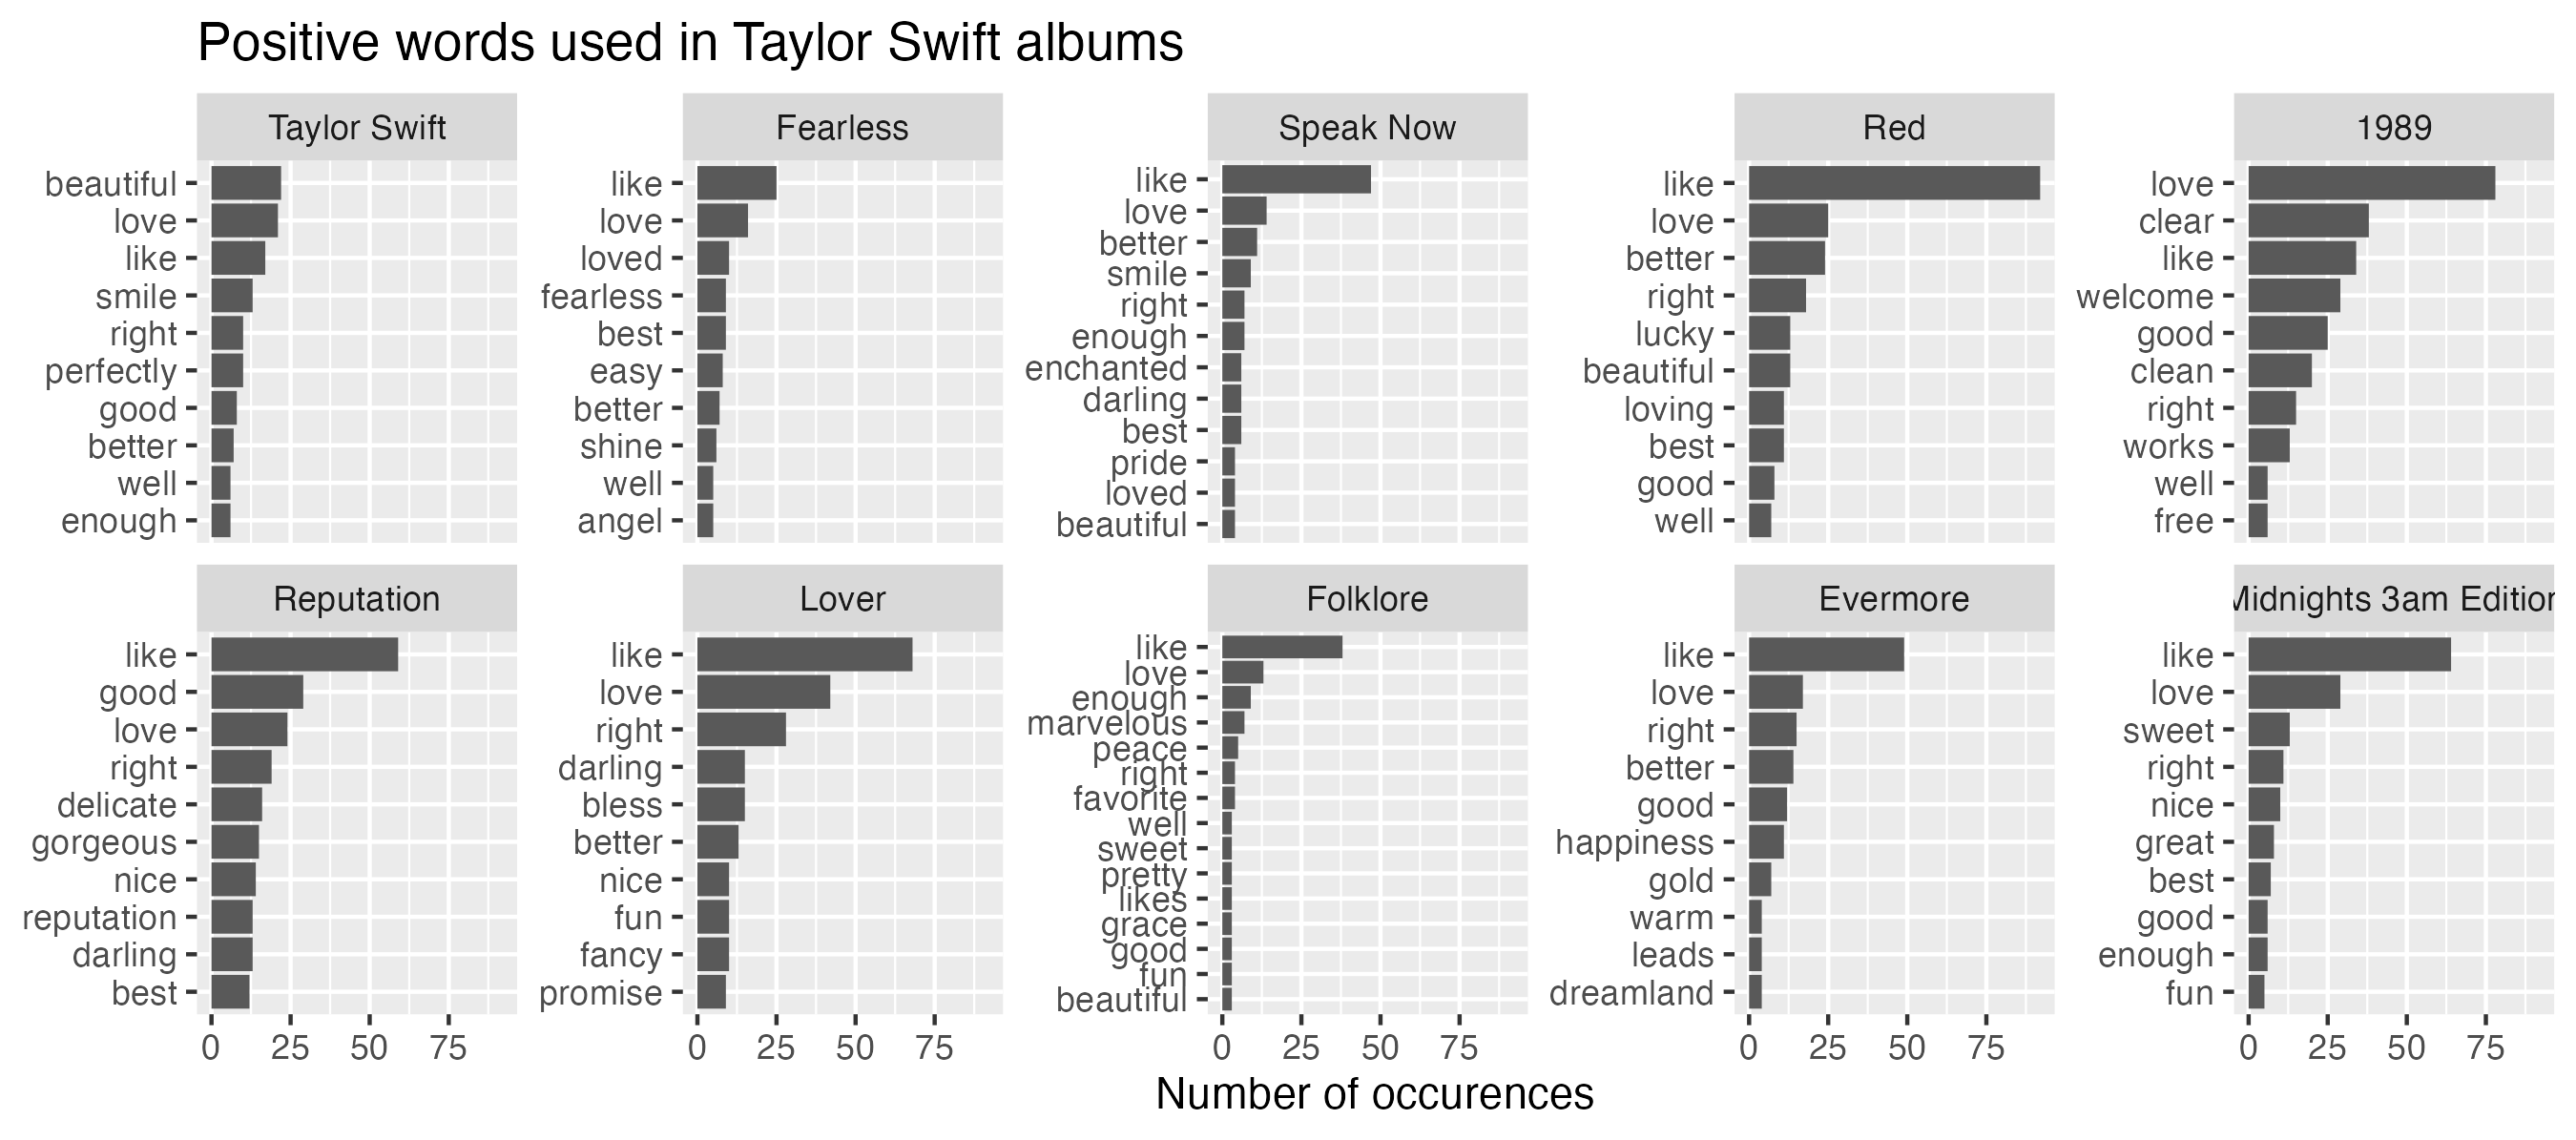 Positive words used in Taylor Swift albums
Taylor Swift
beautiful
love
like
smile
right
perfectly
good
better
well
enough
Fearless
like
love
loved
fearless
best
easy
better
shine
well
angel
Speak Now
like
love
better
smile
right
enough
enchanted
darling
best
pride
loved
beautiful
Red
like
love
better
right
lucky
beautiful
loving
best
good
well
1989
love
clear
like
welcome
good
clean
right
works
well
free
Reputation
like
good
love
right
delicate
gorgeous
nice
reputation
darling
best
0 25 50 75
Lover
like
love
right
darling
bless
better
nice
fun
fancy
promise
0 25 50 75
Folklore
like
love
enough
marvelous
peace
right
favorite
well
sweet
pretty
likes
grace
good
fun
beautiful
0 25 50 75
Evermore
like
love
right
better
good
happiness
gold
warm
leads
dreamland
0 25 50 75
Midnights 3am Edition
like
love
sweet
right
nice
great
best
good
enough
fun
0 25 50 75
Number of occurences